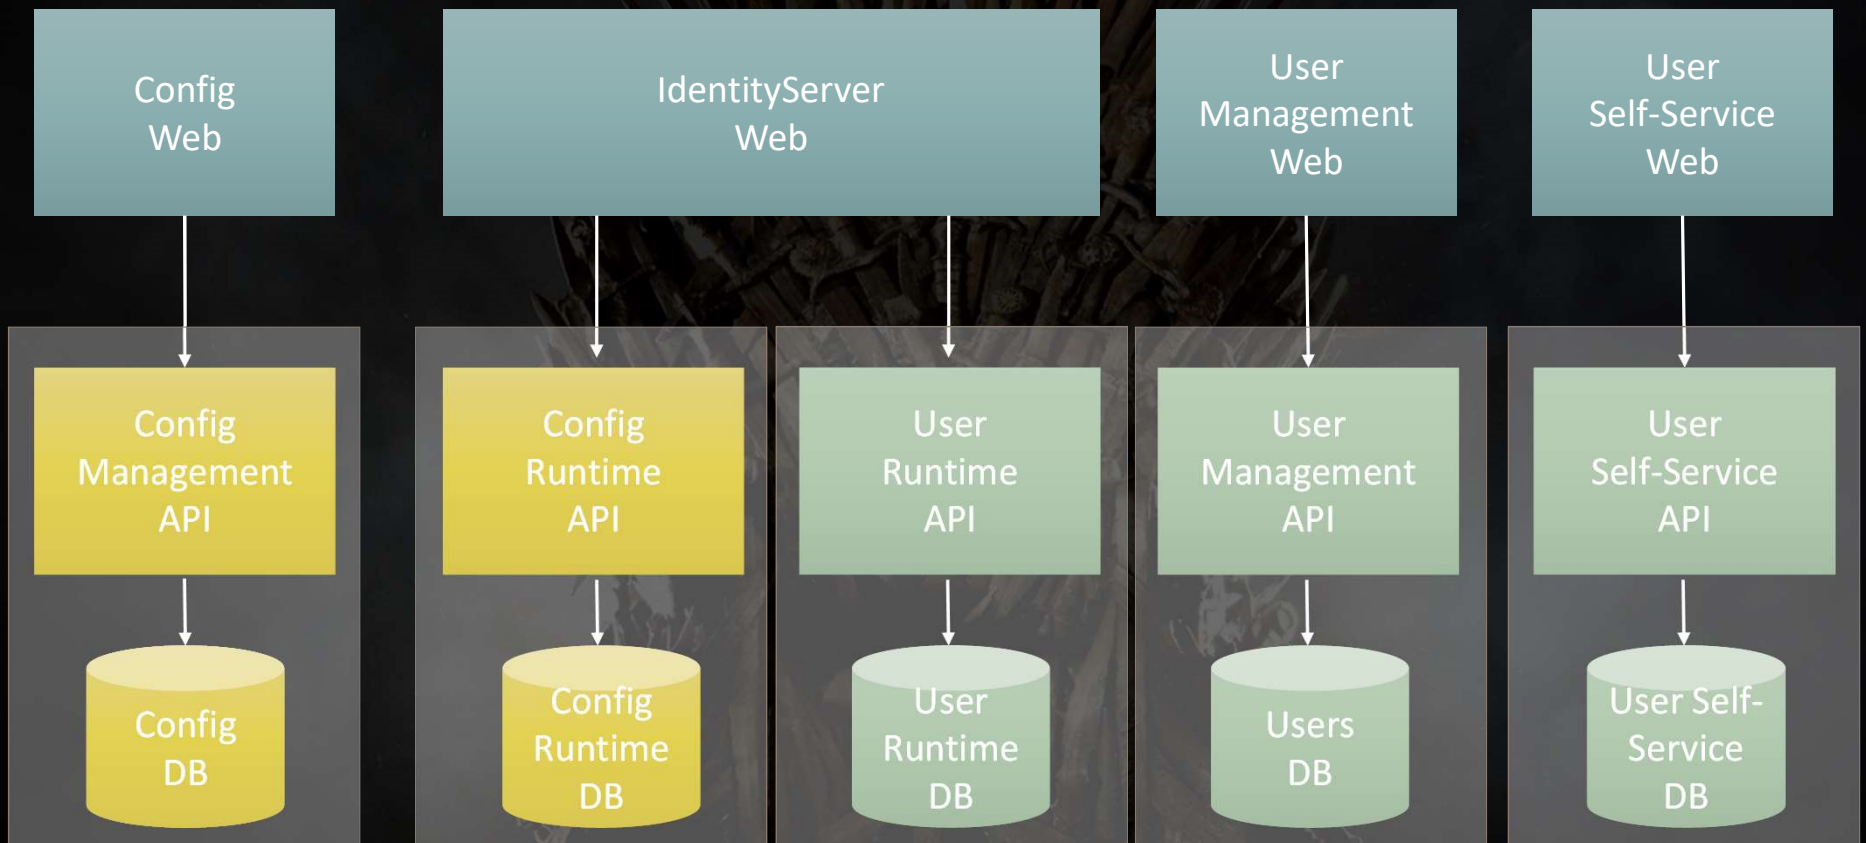 Config
Web
IdentityServer
Web
User
Management
Web
User
Self-Service
Web
Config
Management
API
Config
Runtime
API
User
Runtime
API
User
Management
API
User
Self-Service
API
Config
DB
Config
Runtime
DB
User
Runtime
DB
Users
DB
User Self-
Service
DB